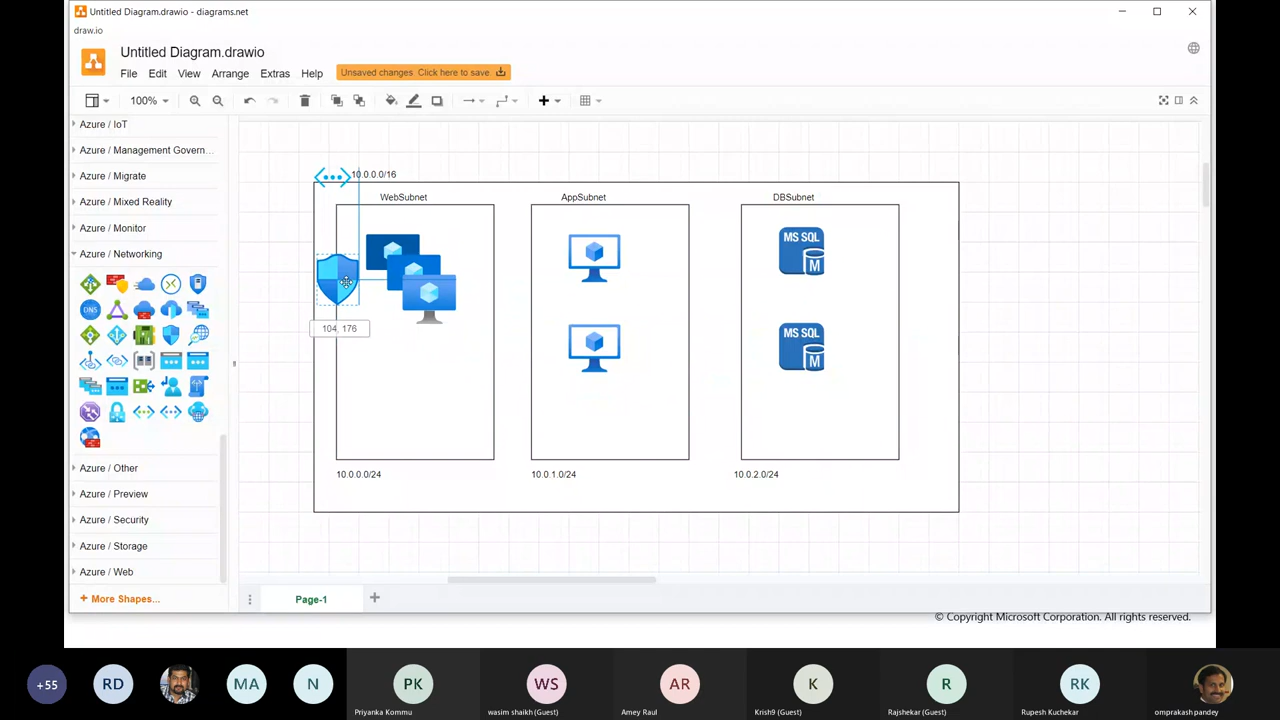 Untitled Diagram.drawio - diagrams.net
draw.io
Untitled Diagram.drawio
File Edit View Arrange Extras Help Unsaved changes. Click here to save.
100%
Azure / IoT
Azure / Management Govern...
Azure / Migrate
Azure / Mixed Reality
Azure / Monitor
Azure / Networking
DNS
Azure / Other
Azure / Preview
Azure / Security
Azure / Storage
Azure / Web
+ More Shapes...
10.0.0.0/16
WebSubnet AppSubnet DBSubnet
MS SQL
M
104, 176
MS SQL
M
10.0.0.0/24 10.0.1.0/24 10.0.2.0/24
Page-1
© Copyright Microsoft Corporation. All rights reserved.
+55 RD MA N PK WS AR K R RK
Priyanka Kommu wasim shaikh (Guest) Amey Raul Krish9 (Guest) Rajshekar (Guest) Rupesh Kuchekar omprakash pandey